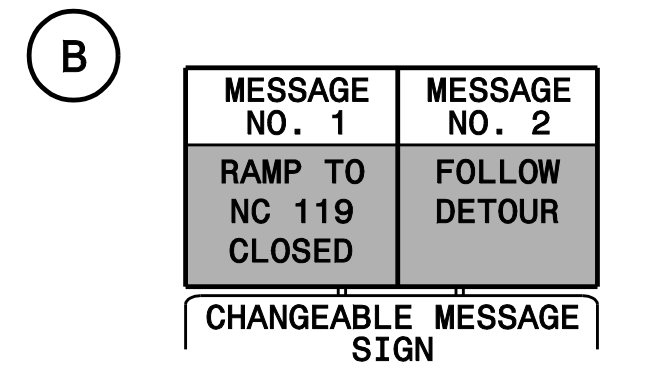 B
MESSAGE
NO. 1
MESSAGE
NO. 2
RAMP TO
NC 119
CLOSED
FOLLOW
DETOUR
CHANGEABLE MESSAGE
SIGN